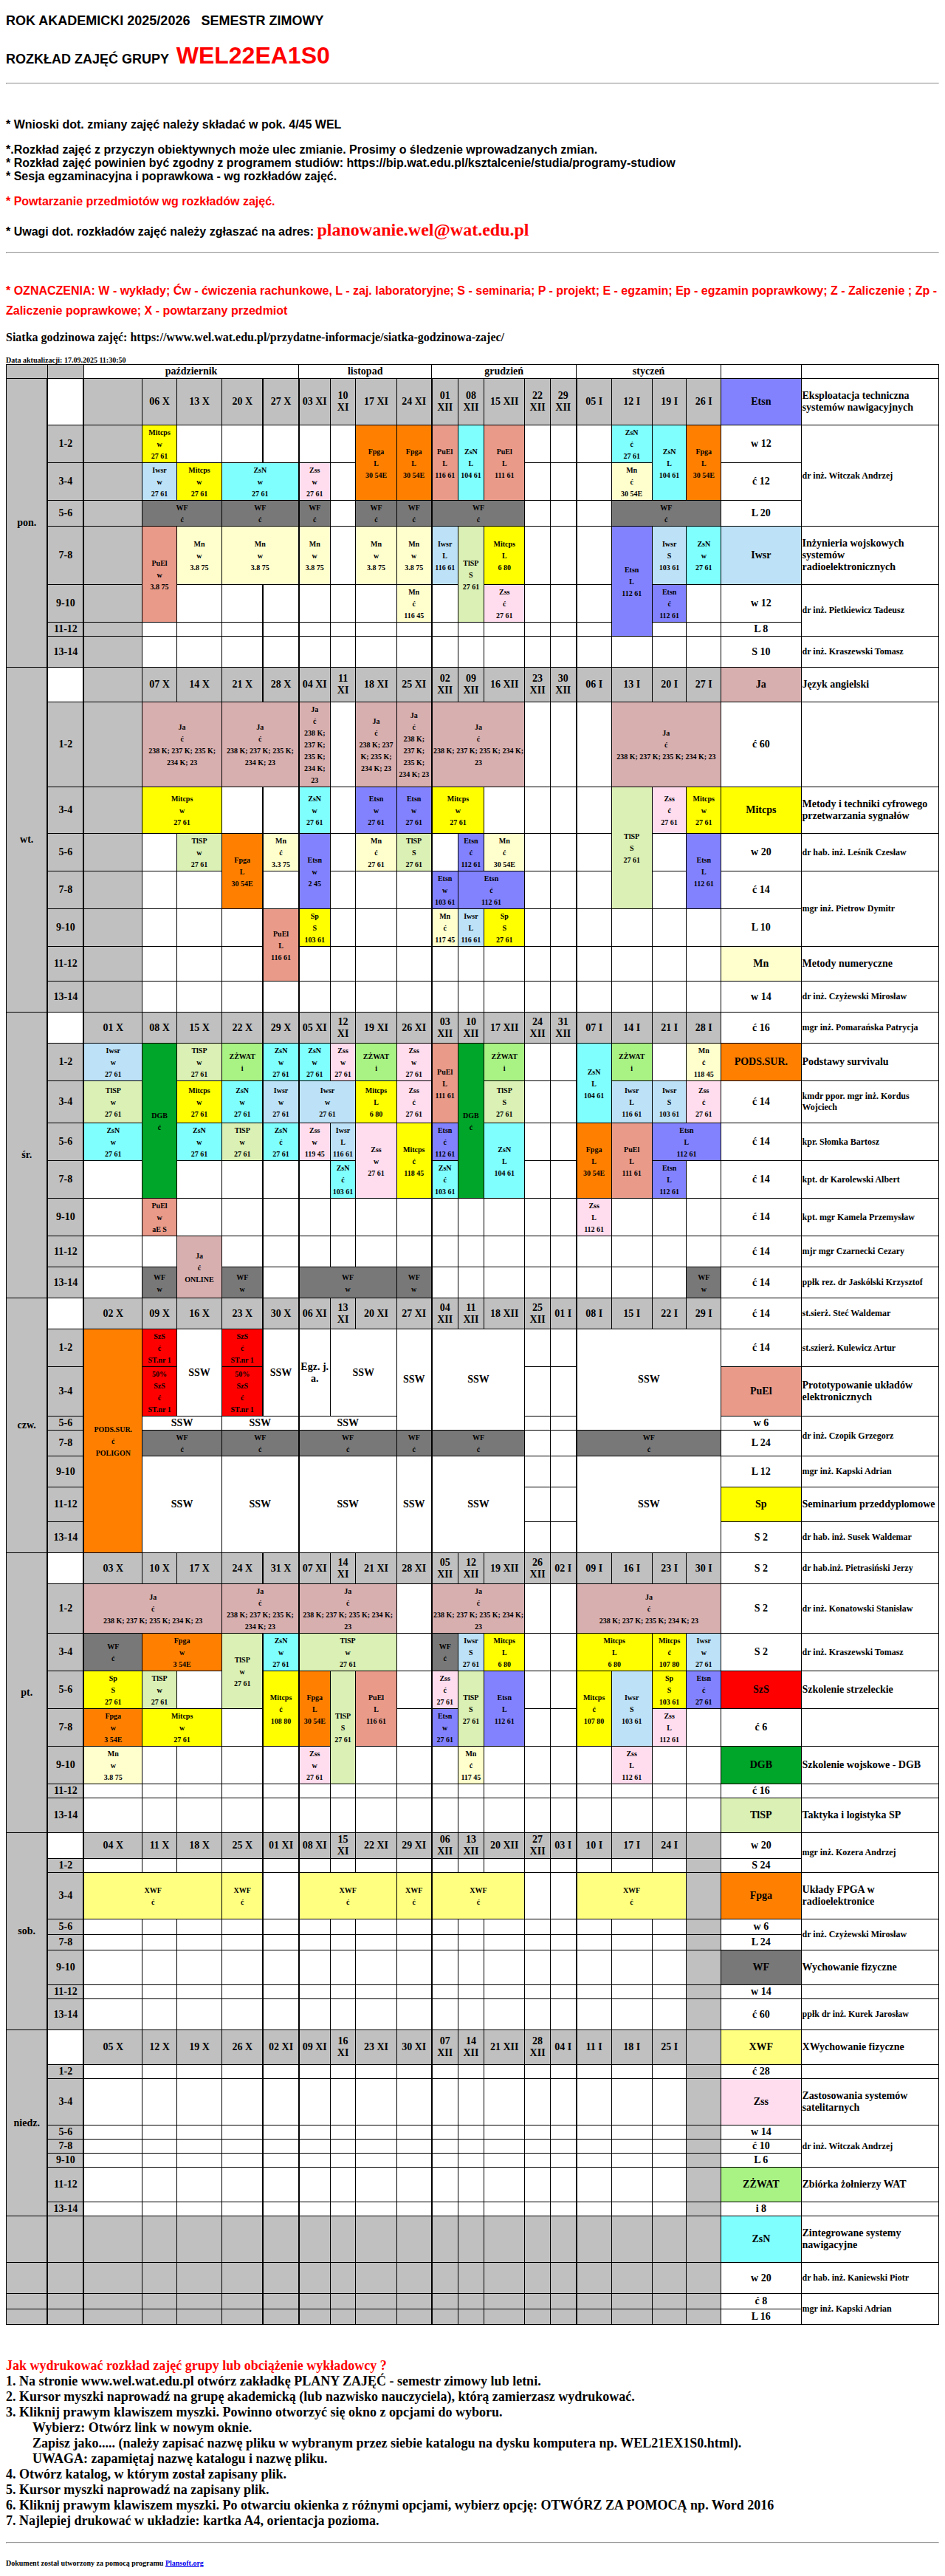 ROK AKADEMICKI 2025/2026 SEMESTR ZIMOWY
ROZKŁAD ZAJĘĆ GRUPY WEL22EA1S0
* Wnioski dot. zmiany zajęć należy składać w pok. 4/45 WEL
*.Rozkład zajęć z przyczyn obiektywnych może ulec zmianie. Prosimy o śledzenie wprowadzanych zmian.
* Rozkład zajęć powinien być zgodny z programem studiów: https://bip.wat.edu.pl/ksztalcenie/studia/programy-studiow
* Sesja egzaminacyjna i poprawkowa - wg rozkładów zajęć.
* Powtarzanie przedmiotów wg rozkładów zajęć.
* Uwagi dot. rozkładów zajęć należy zgłaszać na adres: planowanie.wel@wat.edu.pl
* OZNACZENIA: W - wykłady; Ćw - ćwiczenia rachunkowe, L - zaj. laboratoryjne; S - seminaria; P - projekt; E - egzamin; Ep - egzamin poprawkowy; Z - Zaliczenie ; Zp -
Zaliczenie poprawkowe; X - powtarzany przedmiot
Siatka godzinowa zajęć: https://www.wel.wat.edu.pl/przydatne-informacje/siatka-godzinowa-zajec/
Data aktualizacji: 17.09.2025 11:30:50
październik listopad grudzień styczeń
pon. 06 X 13 X 20 X 27 X 03 XI 10 XI 17 XI 24 XI 01 XII 08 XII 15 XII 22 XII 29 XII 05 I 12 I 19 I 26 I Etsn Eksploatacja techniczna systemów nawigacyjnych
1-2 Mitcps w 27 61 Fpga L 30 54E Fpga L 30 54E PuEl L 116 61 ZsN L 104 61 PuEl L 111 61 ZsN ć 27 61 ZsN L 104 61 Fpga L 30 54E w 12 dr inż. Witczak Andrzej
3-4 Iwsr w 27 61 Mitcps w 27 61 ZsN w 27 61 Zss w 27 61 Mn ć 30 54E ć 12
5-6 WF ć WF ć WF ć WF ć WF ć WF ć WF ć L 20
7-8 PuEl w 3.8 75 Mn w 3.8 75 Mn w 3.8 75 Mn w 3.8 75 Mn w 3.8 75 Mn w 3.8 75 Iwsr L 116 61 TISP S 27 61 Mitcps L 6 80 Etsn L 112 61 Iwsr S 103 61 ZsN w 27 61 Iwsr Inżynieria wojskowych systemów radioelektronicznych
9-10 Mn ć 116 45 Zss ć 27 61 Etsn ć 112 61 w 12 dr inż. Pietkiewicz Tadeusz
11-12 L 8
13-14 S 10 dr inż. Kraszewski Tomasz
wt. 07 X 14 X 21 X 28 X 04 XI 11 XI 18 XI 25 XI 02 XII 09 XII 16 XII 23 XII 30 XII 06 I 13 I 20 I 27 I Ja Język angielski
1-2 Ja ć 238 K; 237 K; 235 K; 234 K; 23 Ja ć 238 K; 237 K; 235 K; 234 K; 23 Ja ć 238 K; 237 K; 235 K; 234 K; 23 Ja ć 238 K; 237 K; 235 K; 234 K; 23 Ja ć 238 K; 237 K; 235 K; 234 K; 23 Ja ć 238 K; 237 K; 235 K; 234 K; 23 Ja ć 238 K; 237 K; 235 K; 234 K; 23 ć 60
3-4 Mitcps w 27 61 ZsN w 27 61 Etsn w 27 61 Etsn w 27 61 Mitcps w 27 61 TISP S 27 61 Zss ć 27 61 Mitcps w 27 61 Mitcps Metody i techniki cyfrowego przetwarzania sygnałów
5-6 TISP w 27 61 Fpga L 30 54E Mn ć 3.3 75 Etsn w 2 45 Mn ć 27 61 TISP S 27 61 Etsn ć 112 61 Mn ć 30 54E Etsn L 112 61 w 20 dr hab. inż. Leśnik Czesław
7-8 Etsn w 103 61 Etsn ć 112 61 ć 14 mgr inż. Pietrow Dymitr
9-10 PuEl L 116 61 Sp S 103 61 Mn ć 117 45 Iwsr L 116 61 Sp S 27 61 L 10
11-12 Mn Metody numeryczne
13-14 w 14 dr inż. Czyżewski Mirosław
śr. 01 X 08 X 15 X 22 X 29 X 05 XI 12 XI 19 XI 26 XI 03 XII 10 XII 17 XII 24 XII 31 XII 07 I 14 I 21 I 28 I ć 16 mgr inż. Pomarańska Patrycja
1-2 Iwsr w 27 61 DGB ć TISP w 27 61 ZŻWAT i ZsN w 27 61 ZsN w 27 61 Zss w 27 61 ZŻWAT i Zss w 27 61 PuEl L 111 61 DGB ć ZŻWAT i ZsN L 104 61 ZŻWAT i Mn ć 118 45 PODS.SUR. Podstawy survivalu
3-4 TISP w 27 61 Mitcps w 27 61 ZsN w 27 61 Iwsr w 27 61 Iwsr w 27 61 Mitcps L 6 80 Zss ć 27 61 TISP S 27 61 Iwsr L 116 61 Iwsr S 103 61 Zss ć 27 61 ć 14 kmdr ppor. mgr inż. Kordus Wojciech
5-6 ZsN w 27 61 ZsN w 27 61 TISP w 27 61 ZsN ć 27 61 Zss w 119 45 Iwsr L 116 61 Zss w 27 61 Mitcps ć 118 45 Etsn ć 112 61 ZsN L 104 61 Fpga L 30 54E PuEl L 111 61 Etsn L 112 61 ć 14 kpr. Słomka Bartosz
7-8 ZsN ć 103 61 ZsN ć 103 61 Etsn L 112 61 ć 14 kpt. dr Karolewski Albert
9-10 PuEl w aE S Zss L 112 61 ć 14 kpt. mgr Kamela Przemysław
11-12 Ja ć ONLINE ć 14 mjr mgr Czarnecki Cezary
13-14 WF w WF w WF w WF w WF w ć 14 ppłk rez. dr Jaskólski Krzysztof
czw. 02 X 09 X 16 X 23 X 30 X 06 XI 13 XI 20 XI 27 XI 04 XII 11 XII 18 XII 25 XII 01 I 08 I 15 I 22 I 29 I ć 14 st.sierż. Steć Waldemar
1-2 PODS.SUR. ć POLIGON SzS ć ST.nr 1 SSW SzS ć ST.nr 1 SSW Egz. j. a. SSW SSW SSW SSW ć 14 st.szierż. Kulewicz Artur
3-4 50% SzS ć ST.nr 1 50% SzS ć ST.nr 1 PuEl Prototypowanie układów elektronicznych
5-6 SSW SSW SSW w 6 dr inż. Czopik Grzegorz
7-8 WF ć WF ć WF ć WF ć WF ć WF ć L 24
9-10 SSW SSW SSW SSW SSW SSW L 12 mgr inż. Kapski Adrian
11-12 Sp Seminarium przeddyplomowe
13-14 S 2 dr hab. inż. Susek Waldemar
pt. 03 X 10 X 17 X 24 X 31 X 07 XI 14 XI 21 XI 28 XI 05 XII 12 XII 19 XII 26 XII 02 I 09 I 16 I 23 I 30 I S 2 dr hab.inż. Pietrasiński Jerzy
1-2 Ja ć 238 K; 237 K; 235 K; 234 K; 23 Ja ć 238 K; 237 K; 235 K; 234 K; 23 Ja ć 238 K; 237 K; 235 K; 234 K; 23 Ja ć 238 K; 237 K; 235 K; 234 K; 23 Ja ć 238 K; 237 K; 235 K; 234 K; 23 S 2 dr inż. Konatowski Stanisław
3-4 WF ć Fpga w 3 54E TISP w 27 61 ZsN w 27 61 TISP w 27 61 WF ć Iwsr S 27 61 Mitcps L 6 80 Mitcps L 6 80 Mitcps ć 107 80 Iwsr w 27 61 S 2 dr inż. Kraszewski Tomasz
5-6 Sp S 27 61 TISP w 27 61 Mitcps ć 108 80 Fpga L 30 54E TISP S 27 61 PuEl L 116 61 Zss ć 27 61 TISP S 27 61 Etsn L 112 61 Mitcps ć 107 80 Iwsr S 103 61 Sp S 103 61 Etsn ć 27 61 SzS Szkolenie strzeleckie
7-8 Fpga w 3 54E Mitcps w 27 61 Etsn w 27 61 Zss L 112 61 ć 6
9-10 Mn w 3.8 75 Zss w 27 61 Mn ć 117 45 Zss L 112 61 DGB Szkolenie wojskowe - DGB
11-12 ć 16
13-14 TISP Taktyka i logistyka SP
sob. 04 X 11 X 18 X 25 X 01 XI 08 XI 15 XI 22 XI 29 XI 06 XII 13 XII 20 XII 27 XII 03 I 10 I 17 I 24 I w 20 mgr inż. Kozera Andrzej
1-2 S 24
3-4 XWF ć XWF ć XWF ć XWF ć XWF ć XWF ć Fpga Układy FPGA w radioelektronice
5-6 w 6 dr inż. Czyżewski Mirosław
7-8 L 24
9-10 WF Wychowanie fizyczne
11-12 w 14
13-14 ć 60 ppłk dr inż. Kurek Jarosław
niedz. 05 X 12 X 19 X 26 X 02 XI 09 XI 16 XI 23 XI 30 XI 07 XII 14 XII 21 XII 28 XII 04 I 11 I 18 I 25 I XWF XWychowanie fizyczne
1-2 ć 28
3-4 Zss Zastosowania systemów satelitarnych
5-6 w 14 dr inż. Witczak Andrzej
7-8 ć 10
9-10 L 6
11-12 ZŻWAT Zbiórka żołnierzy WAT
13-14 i 8
ZsN Zintegrowane systemy nawigacyjne
w 20 dr hab. inż. Kaniewski Piotr
ć 8 mgr inż. Kapski Adrian
L 16
Jak wydrukować rozkład zajęć grupy lub obciążenie wykładowcy ?
1. Na stronie www.wel.wat.edu.pl otwórz zakładkę PLANY ZAJĘĆ - semestr zimowy lub letni.
2. Kursor myszki naprowadź na grupę akademicką (lub nazwisko nauczyciela), którą zamierzasz wydrukować.
3. Kliknij prawym klawiszem myszki. Powinno otworzyć się okno z opcjami do wyboru.
Wybierz: Otwórz link w nowym oknie.
Zapisz jako..... (należy zapisać nazwę pliku w wybranym przez siebie katalogu na dysku komputera np. WEL21EX1S0.html).
UWAGA: zapamiętaj nazwę katalogu i nazwę pliku.
4. Otwórz katalog, w którym został zapisany plik.
5. Kursor myszki naprowadź na zapisany plik.
6. Kliknij prawym klawiszem myszki. Po otwarciu okienka z różnymi opcjami, wybierz opcję: OTWÓRZ ZA POMOCĄ np. Word 2016
7. Najlepiej drukować w układzie: kartka A4, orientacja pozioma.
Dokument został utworzony za pomocą programu Plansoft.org